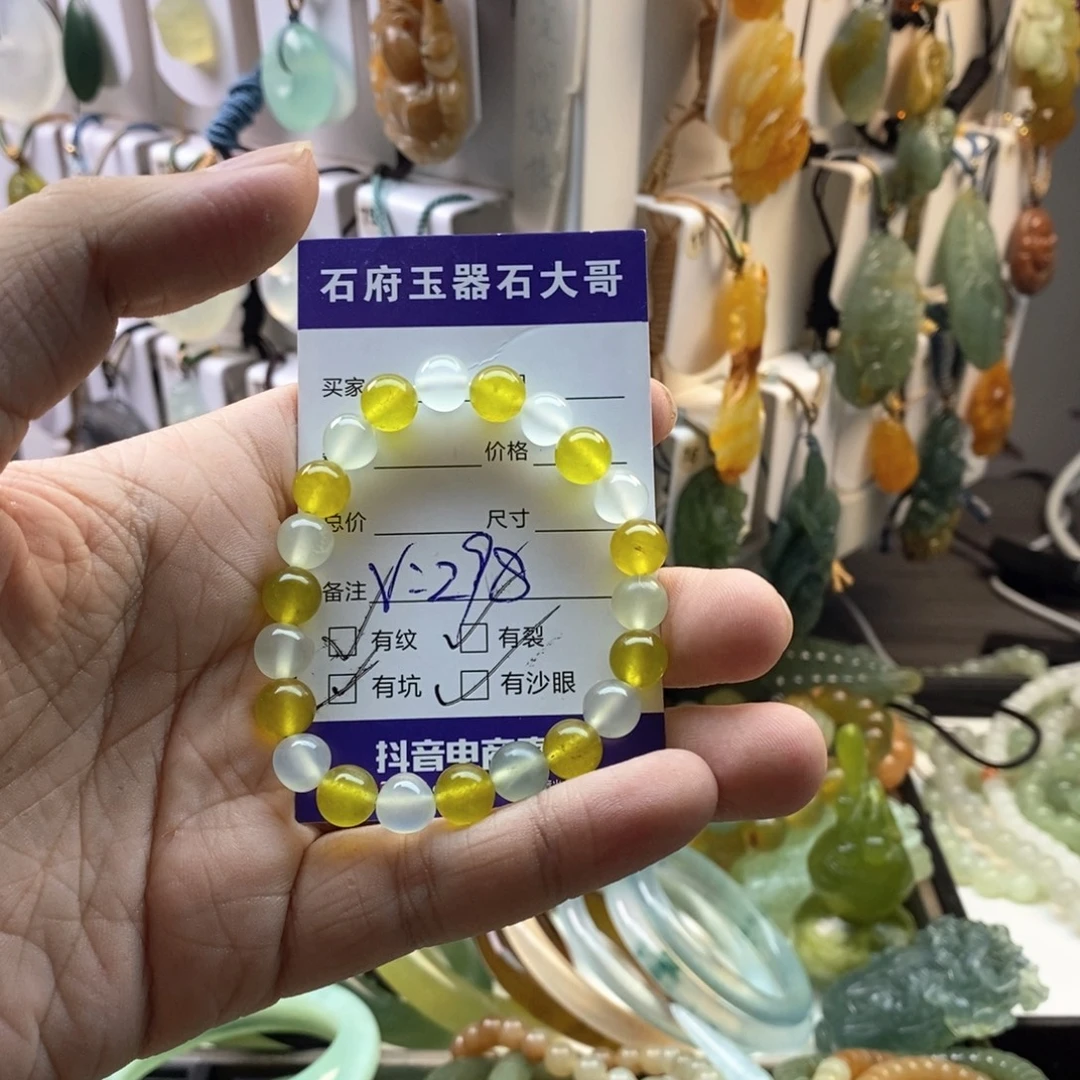 石府玉器石大哥
买家
价格
总价 尺寸
备注 V:298
有纹 有裂
有坑 有沙眼
抖音电商